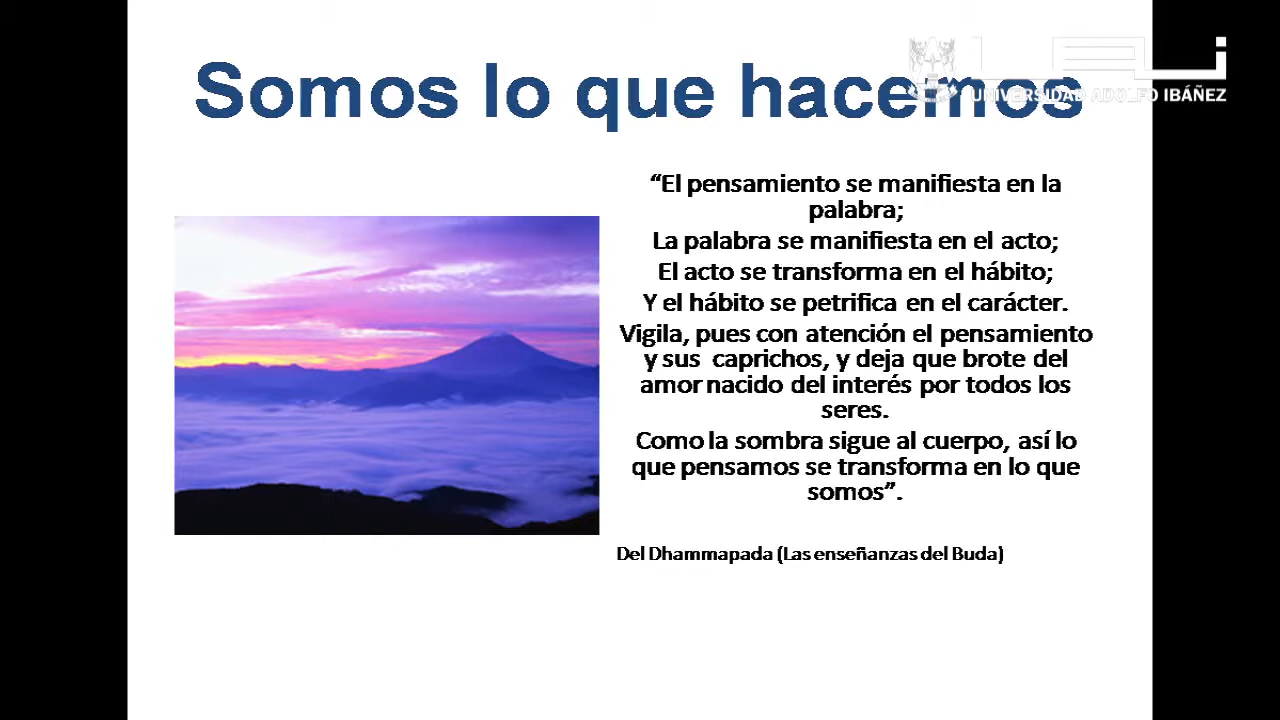 Somos lo que hacemos
UNIVERSIDAD ADOLFO IBÁÑEZ
“El pensamiento se manifiesta en la
palabra;
La palabra se manifiesta en el acto;
El acto se transforma en el hábito;
Y el hábito se petrifica en el carácter.
Vigila, pues con atención el pensamiento
y sus caprichos, y deja que brote del
amor nacido del interés por todos los
seres.
Como la sombra sigue al cuerpo, así lo
que pensamos se transforma en lo que
somos”.
Del Dhammapada (Las enseñanzas del Buda)